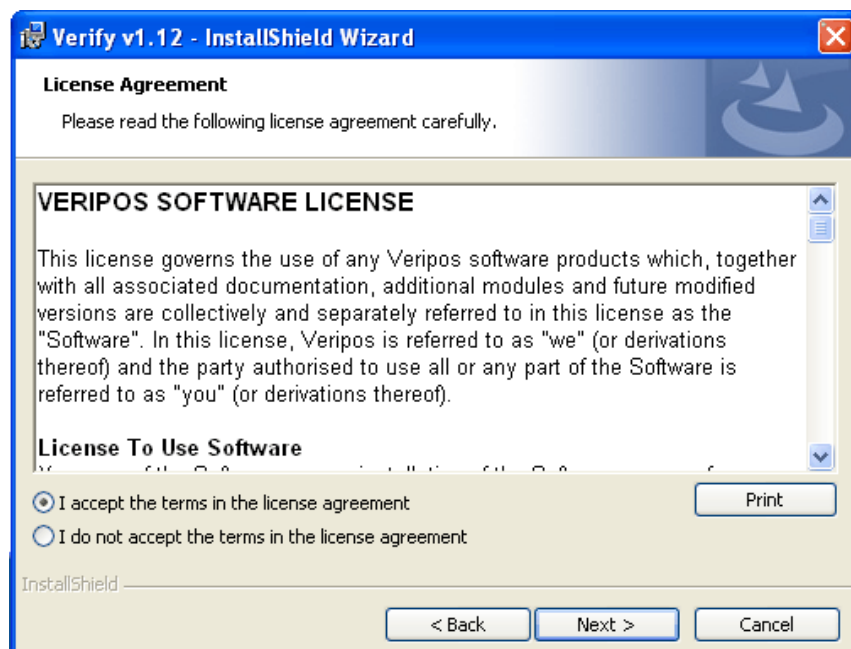 Verify v1.12 - InstallShield Wizard
License Agreement
Please read the following license agreement carefully.
VERIPOS SOFTWARE LICENSE
This license governs the use of any Veripos software products which, together
with all associated documentation, additional modules and future modified
versions are collectively and separately referred to in this license as the
"Software". In this license, Veripos is referred to as "we" (or derivations
thereof) and the party authorised to use all or any part of the Software is
referred to as "you" (or derivations thereof).
License To Use Software
I accept the terms in the license agreement
Print
I do not accept the terms in the license agreement
InstallShield
< Back
Next >
Cancel